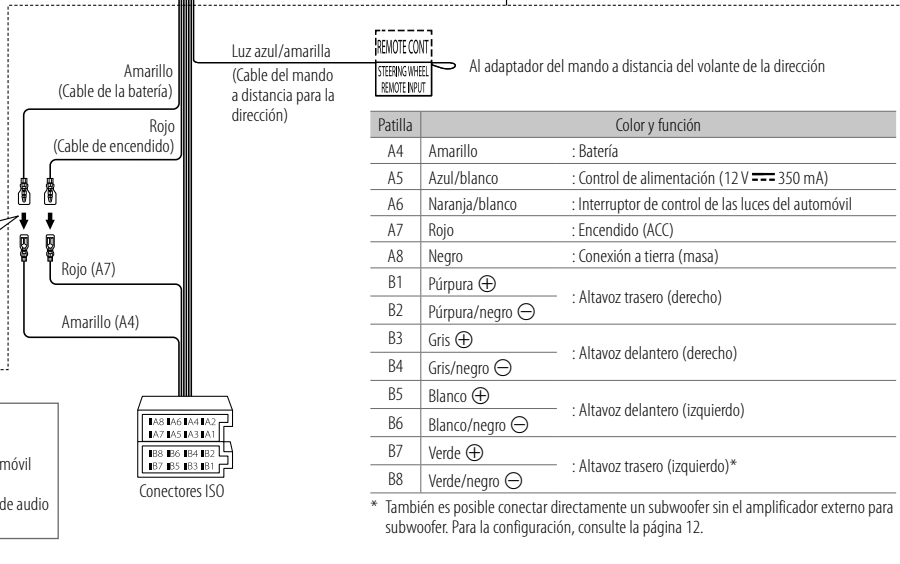 Luz azul/amarilla
(Cable del mando
a distancia para la
dirección)
REMOTE CONT
STEERING WHEEL
REMOTE INPUT
Al adaptador del mando a distancia del volante de la dirección
Amarillo
(Cable de la batería)
Rojo
(Cable de encendido)
Rojo (A7)
Amarillo (A4)
A8 A6 A4 A2
A7 A5 A3 A1
B8 B6 B4 B2
B7 B5 B3 B1
Conectores ISO
móvil
de audio
Patilla Color y función
A4 Amarillo : Batería
A5 Azul/blanco : Control de alimentación (12 V ⎓ 350 mA)
A6 Naranja/blanco : Interruptor de control de las luces del automóvil
A7 Rojo : Encendido (ACC)
A8 Negro : Conexión a tierra (masa)
B1 Púrpura ⊕
: Altavoz trasero (derecho)
B2 Púrpura/negro ⊖
B3 Gris ⊕
: Altavoz delantero (derecho)
B4 Gris/negro ⊖
B5 Blanco ⊕
: Altavoz delantero (izquierdo)
B6 Blanco/negro ⊖
B7 Verde ⊕
: Altavoz trasero (izquierdo)*
B8 Verde/negro ⊖
* También es posible conectar directamente un subwoofer sin el amplificador externo para
subwoofer. Para la configuración, consulte la página 12.